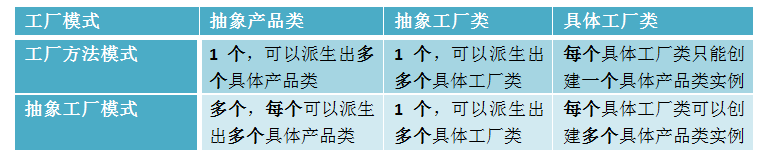 工厂模式 抽象产品类 抽象工厂类 具体工厂类
工厂方法模式 1 个，可以派生出多 1 个，可以派生出 每个具体工厂类只能创
个具体产品类 多个具体工厂类 建一个具体产品类实例
抽象工厂模式 多个，每个可以派生 1 个，可以派生出 每个具体工厂类可以创
出多个具体产品类 多个具体工厂类 建多个具体产品类实例